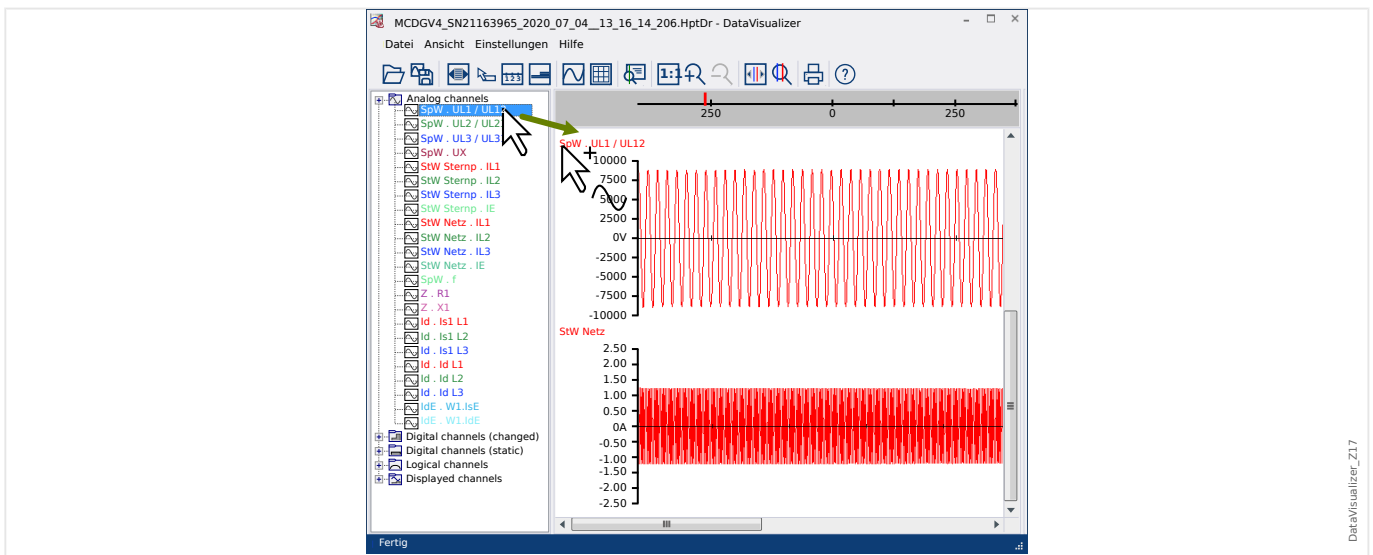 MCDGV4_SN21163965_2020_07_04__13_16_14_206.HptDr - DataVisualizer
Datei Ansicht Einstellungen Hilfe
1 2 3
1:1
?
Analog channels
SpW . UL1 / UL12
SpW . UL2 / UL2
SpW . UL3 / UL3
SpW . UX
StW Sternp . IL1
StW Sternp . IL2
StW Sternp . IL3
StW Sternp . IE
StW Netz . IL1
StW Netz . IL2
StW Netz . IL3
StW Netz . IE
SpW . f
Z . R1
Z . X1
Id . Is1 L1
Id . Is1 L2
Id . Is1 L3
Id . Id L1
Id . Id L2
Id . Id L3
IdE . W1.IsE
IdE . W1.IdE
Digital channels (changed)
Digital channels (static)
Logical channels
Displayed channels
250 0 250
SpW . UL1 / UL12
10000
7500
5000
2500
0V
-2500
-5000
-7500
-10000
StW Netz
2.50
2.00
1.50
1.00
0.50
0A
-0.50
-1.00
-1.50
-2.00
-2.50
Fertig
DataVisualizer_Z17